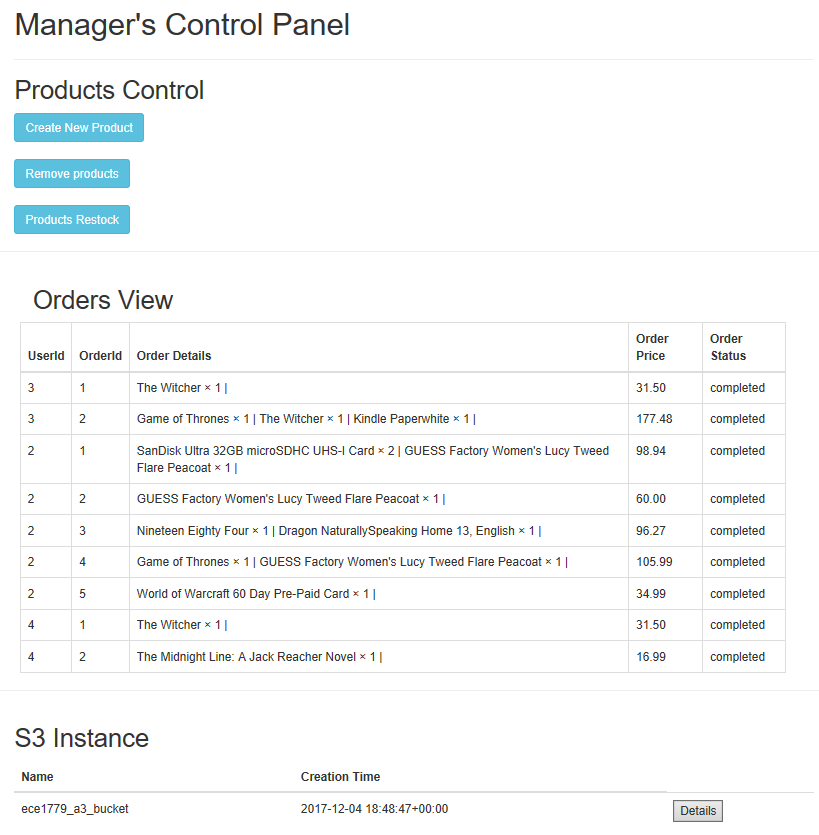 Manager's Control Panel
Products Control
Create New Product
Remove products
Products Restock
Orders View
UserId OrderId Order Details Order Price Order Status
3 1 The Witcher × 1 | 31.50 completed
3 2 Game of Thrones × 1 | The Witcher × 1 | Kindle Paperwhite × 1 | 177.48 completed
2 1 SanDisk Ultra 32GB microSDHC UHS-I Card × 2 | GUESS Factory Women's Lucy Tweed 98.94 completed
Flare Peacoat × 1 |
2 2 GUESS Factory Women's Lucy Tweed Flare Peacoat × 1 | 60.00 completed
2 3 Nineteen Eighty Four × 1 | Dragon NaturallySpeaking Home 13, English × 1 | 96.27 completed
2 4 Game of Thrones × 1 | GUESS Factory Women's Lucy Tweed Flare Peacoat × 1 | 105.99 completed
2 5 World of Warcraft 60 Day Pre-Paid Card × 1 | 34.99 completed
4 1 The Witcher × 1 | 31.50 completed
4 2 The Midnight Line: A Jack Reacher Novel × 1 | 16.99 completed
S3 Instance
Name Creation Time
ece1779_a3_bucket 2017-12-04 18:48:47+00:00 Details